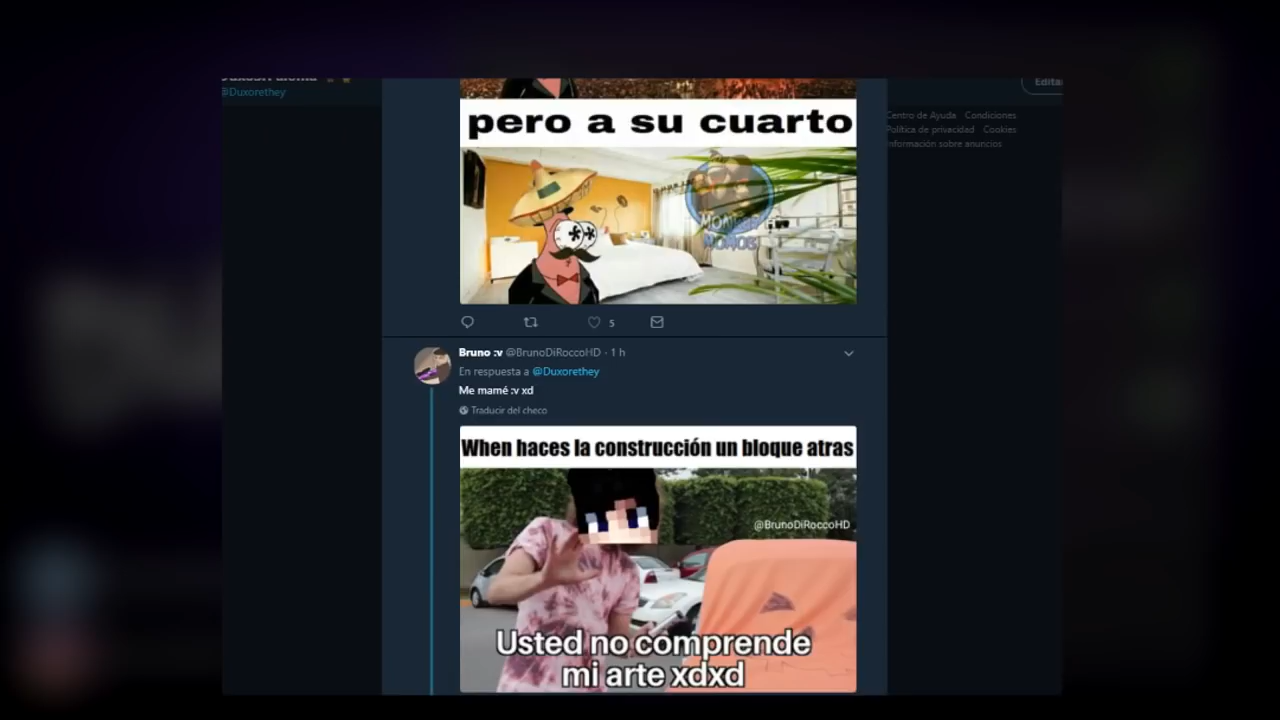 @Duxorethey
Edita
Centro de Ayuda Condiciones
Política de privacidad Cookies
Información sobre anuncios
pero a su cuarto
5
Bruno :v @BrunoDiRoccoHD · 1 h
En respuesta a @Duxorethey
Me mamé :v xd
Traducir del checo
When haces la construcción un bloque atras
@BrunoDiRoccoHD
Usted no comprende
mi arte xdxd